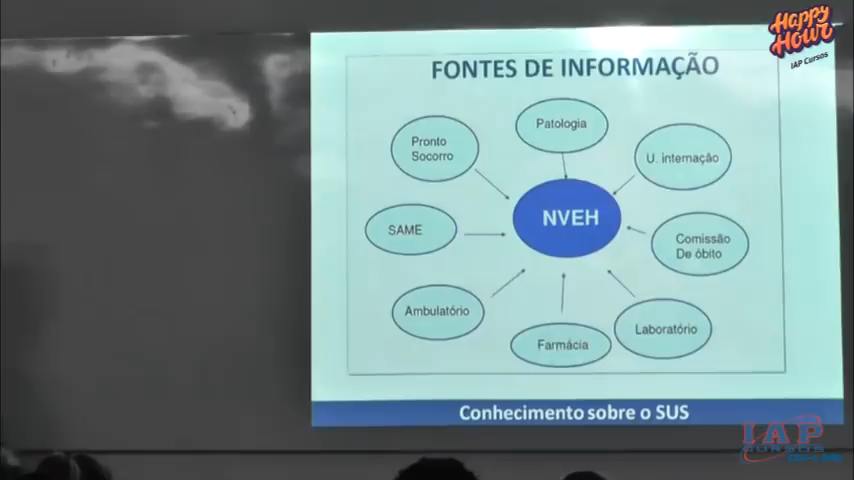 Happy
Hour
IAP Cursos
FONTES DE INFORMAÇÃO
Patologia
Pronto
Socorro
U. internação
NVEH
SAME
Comissão
De óbito
Ambulatório
Laboratório
Farmácia
Conhecimento sobre o SUS
IAP
CURSOS